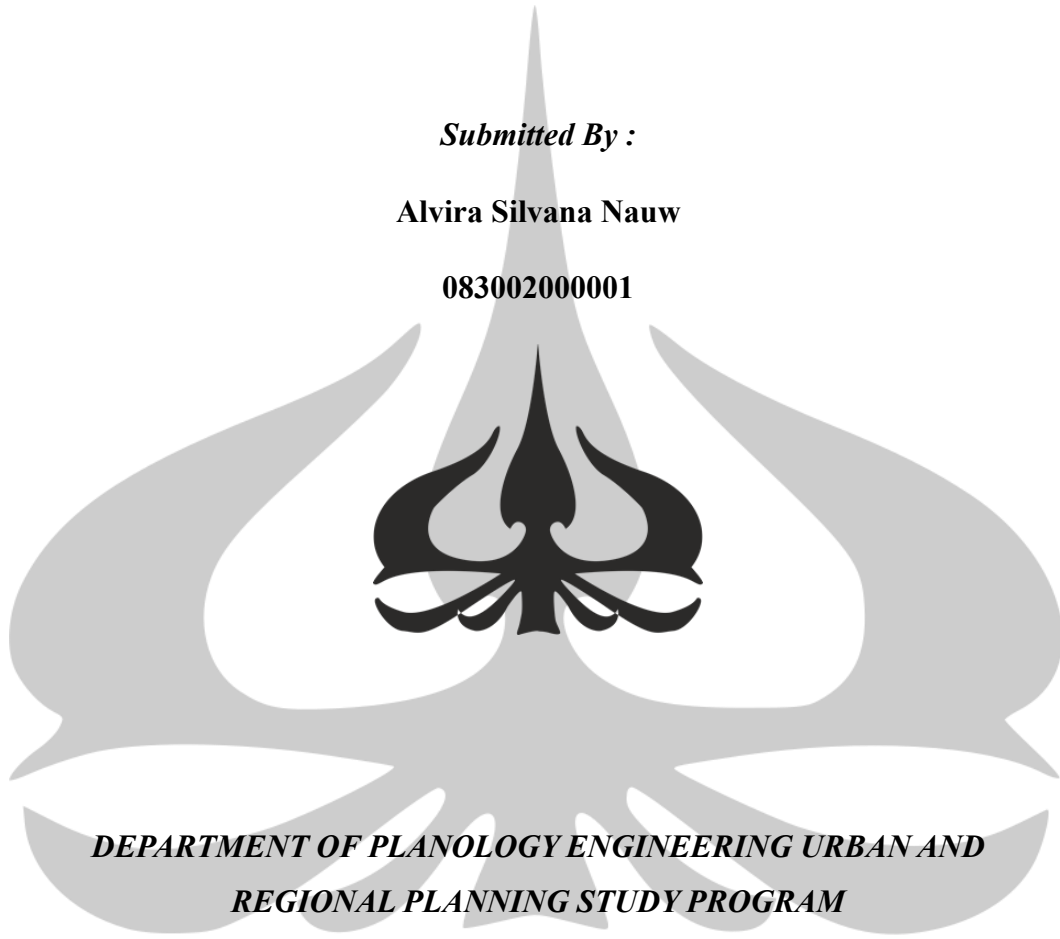 Submitted By :
Alvira Silvana Nauw
083002000001
DEPARTMENT OF PLANOLOGY ENGINEERING URBAN AND
REGIONAL PLANNING STUDY PROGRAM